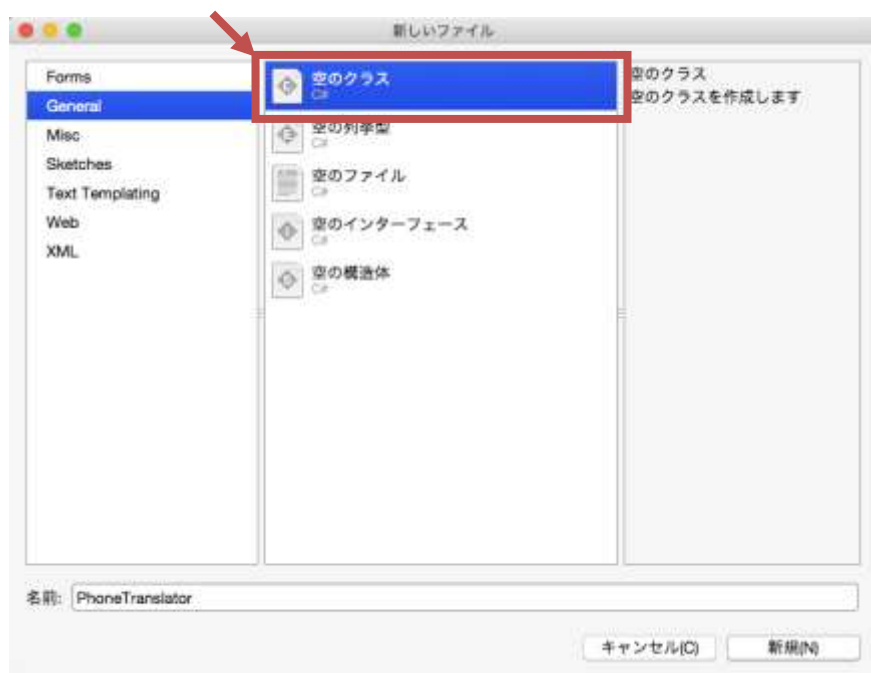 新しいファイル
Forms
General
Misc
Sketches
Text Templating
Web
XML
空のクラス
C#
空の列挙型
C#
空のファイル
C#
空のインターフェース
C#
空の構造体
C#
空のクラス
空のクラスを作成します
名前: PhoneTranslator
キャンセル(C)
新規(N)